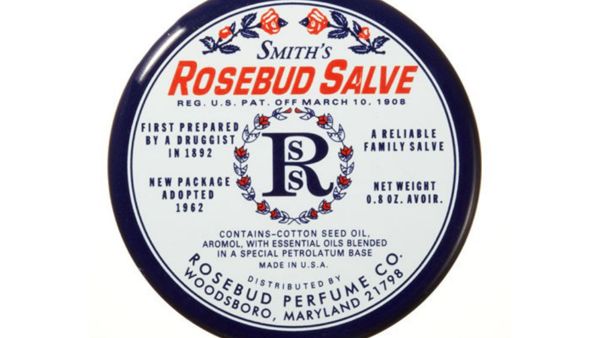 SMITH'S
ROSEBUD SALVE
REG. U.S. PAT. OFF MARCH 10, 1908
FIRST PREPARED
BY A DRUGGIST
IN 1892
NEW PACKAGE
ADOPTED
1962
R
S
S
A RELIABLE
FAMILY SALVE
NET WEIGHT
0.8 OZ. AVOIR.
CONTAINS–COTTON SEED OIL,
AROMOL, WITH ESSENTIAL OILS BLENDED
IN A SPECIAL PETROLATUM BASE
MADE IN U.S.A.
DISTRIBUTED BY
ROSEBUD PERFUME CO.
WOODSBORO, MARYLAND 21798